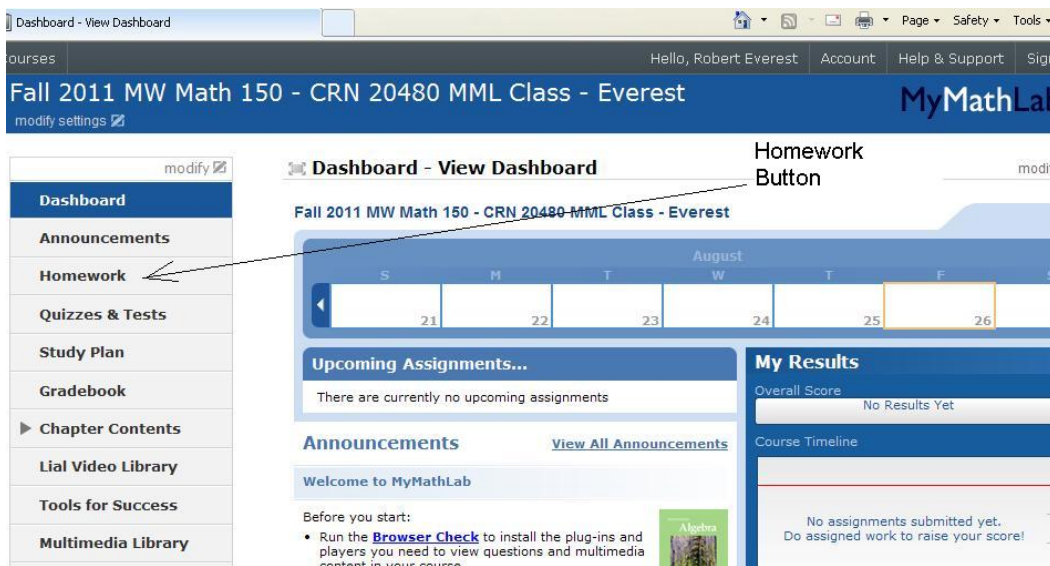 Dashboard - View Dashboard
Page Safety Tools
Courses
Hello, Robert Everest Account Help & Support
Fall 2011 MW Math 150 - CRN 20480 MML Class - Everest
MyMathLab
modify settings
modify
Dashboard
Announcements
Homework
Quizzes & Tests
Study Plan
Gradebook
Chapter Contents
Lial Video Library
Tools for Success
Multimedia Library
Dashboard - View Dashboard
Homework
Button
Fall 2011 MW Math 150 - CRN 20480 MML Class - Everest
August
S M T W T F S
21 22 23 24 25 26
Upcoming Assignments...
There are currently no upcoming assignments
Announcements View All Announcements
Welcome to MyMathLab
Before you start:
• Run the Browser Check to install the plug-ins and
players you need to view questions and multimedia
content in your course
Algebra
My Results
Overall Score
No Results Yet
Course Timeline
No assignments submitted yet.
Do assigned work to raise your score!